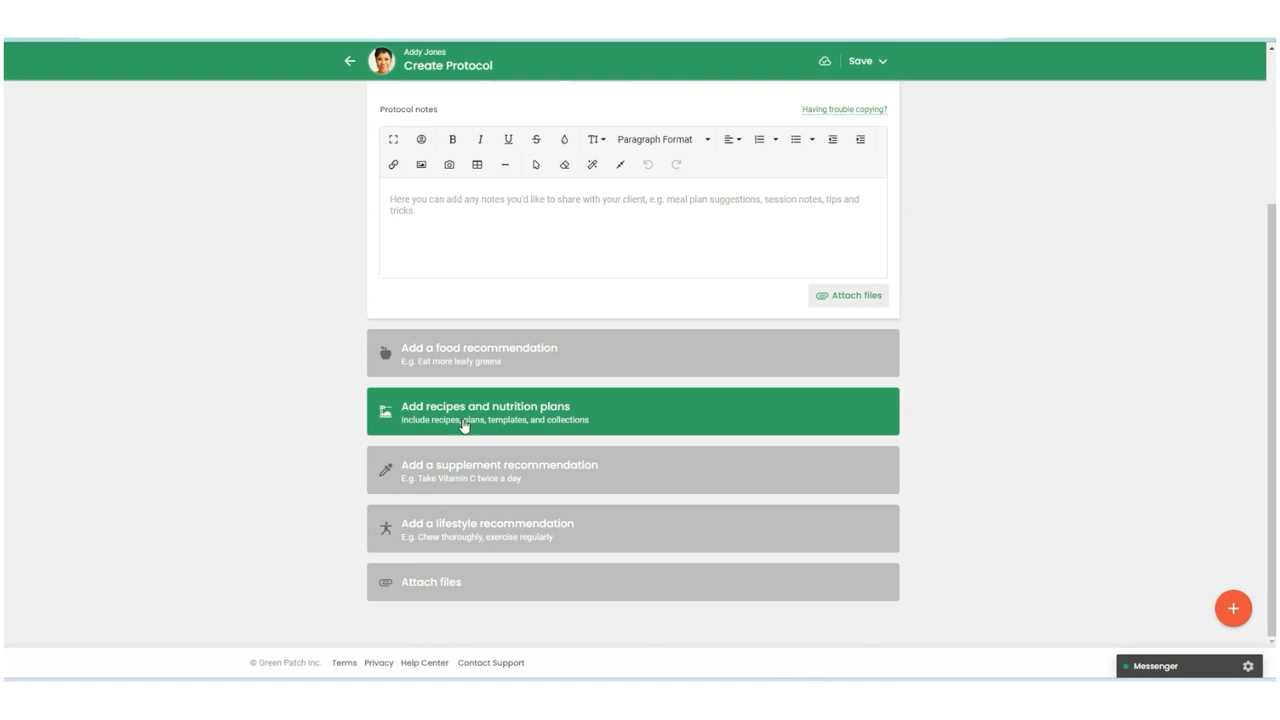 Addy Jones
Create Protocol
Save
Protocol notes
Having trouble copying?
B I U S Paragraph Format
Here you can add any notes you'd like to share with your client, e.g. meal plan suggestions, session notes, tips and
tricks.
Attach files
Add a food recommendation
E.g. Eat more leafy greens
Add recipes and nutrition plans
Include recipes, plans, templates, and collections
Add a supplement recommendation
E.g. Take Vitamin C twice a day
Add a lifestyle recommendation
E.g. Chew thoroughly, exercise regularly
Attach files
© Green Patch Inc. Terms Privacy Help Center Contact Support
Messenger